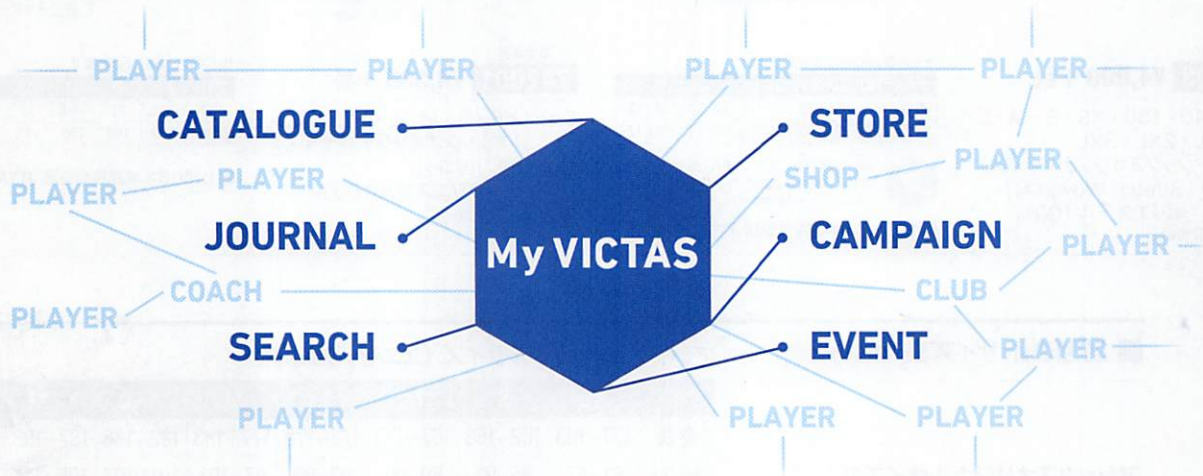 PLAYER PLAYER PLAYER PLAYER
CATALOGUE STORE
PLAYER PLAYER SHOP PLAYER
JOURNAL My VICTAS CAMPAIGN PLAYER
COACH CLUB
PLAYER SEARCH EVENT PLAYER
PLAYER PLAYER PLAYER